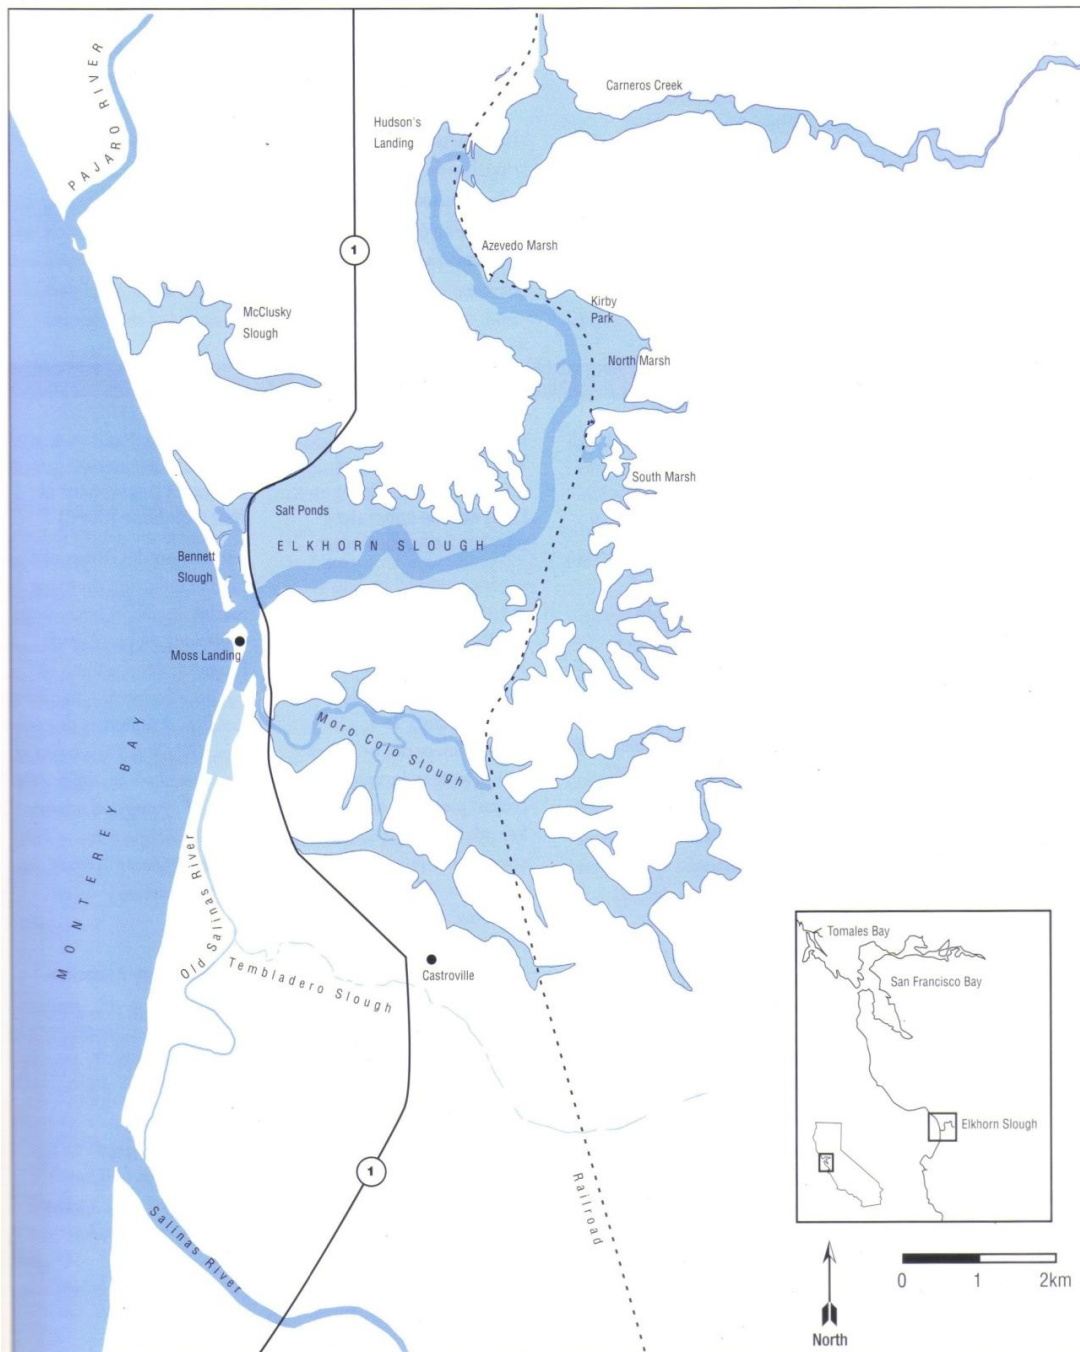 PAJARO RIVER
Carneros Creek
Hudson's
Landing
1
Azevedo Marsh
Kirby
Park
McClusky
Slough
North Marsh
South Marsh
Salt Ponds
ELKHORN SLOUGH
Bennett
Slough
Moss Landing
Moro Cojo Slough
MONTEREY BAY
Old Salinas River
Tembladero Slough
Castroville
Tomales Bay
San Francisco Bay
Elkhorn Slough
1
Railroad
Salinas River
0 1 2km
North